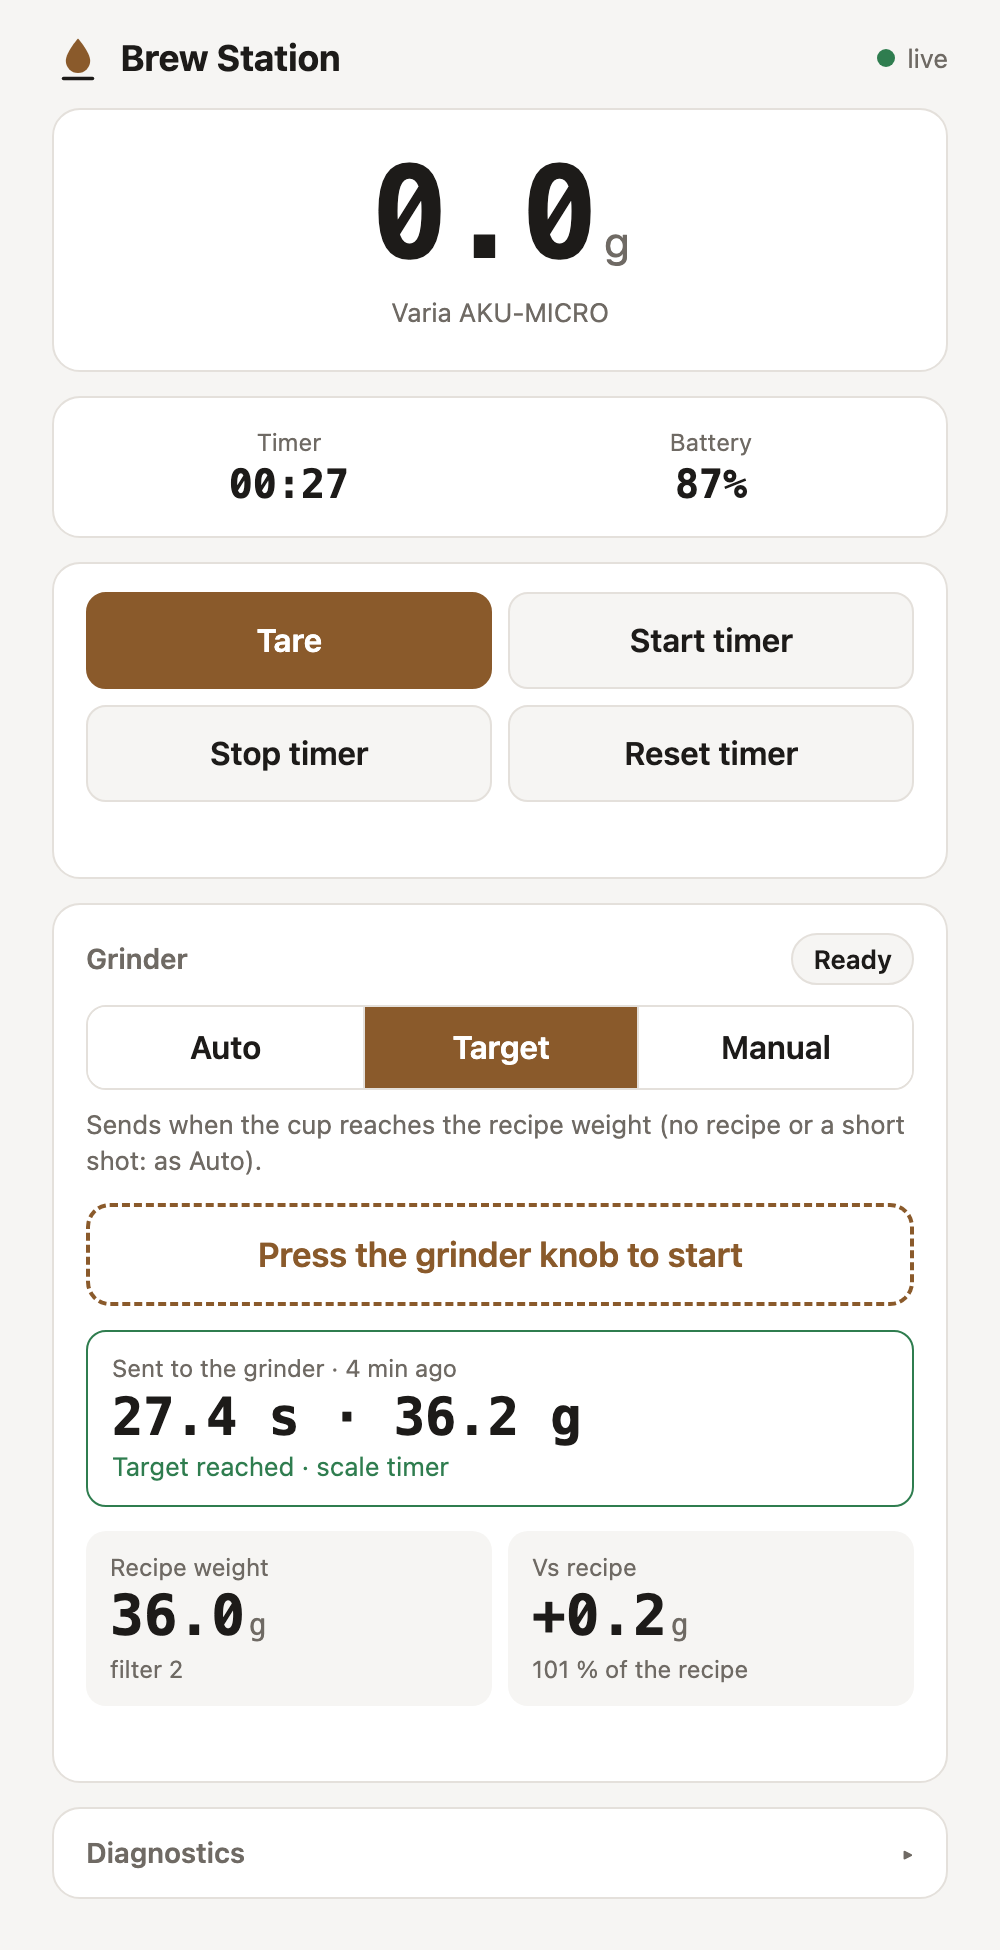 Brew Station
live
0.0 g
Varia AKU-MICRO
Timer
00:27
Battery
87%
Tare
Start timer
Stop timer
Reset timer
Grinder
Ready
Auto
Target
Manual
Sends when the cup reaches the recipe weight (no recipe or a short
shot: as Auto).
Press the grinder knob to start
Sent to the grinder · 4 min ago
27.4 s · 36.2 g
Target reached · scale timer
Recipe weight
36.0 g
filter 2
Vs recipe
+0.2 g
101 % of the recipe
Diagnostics